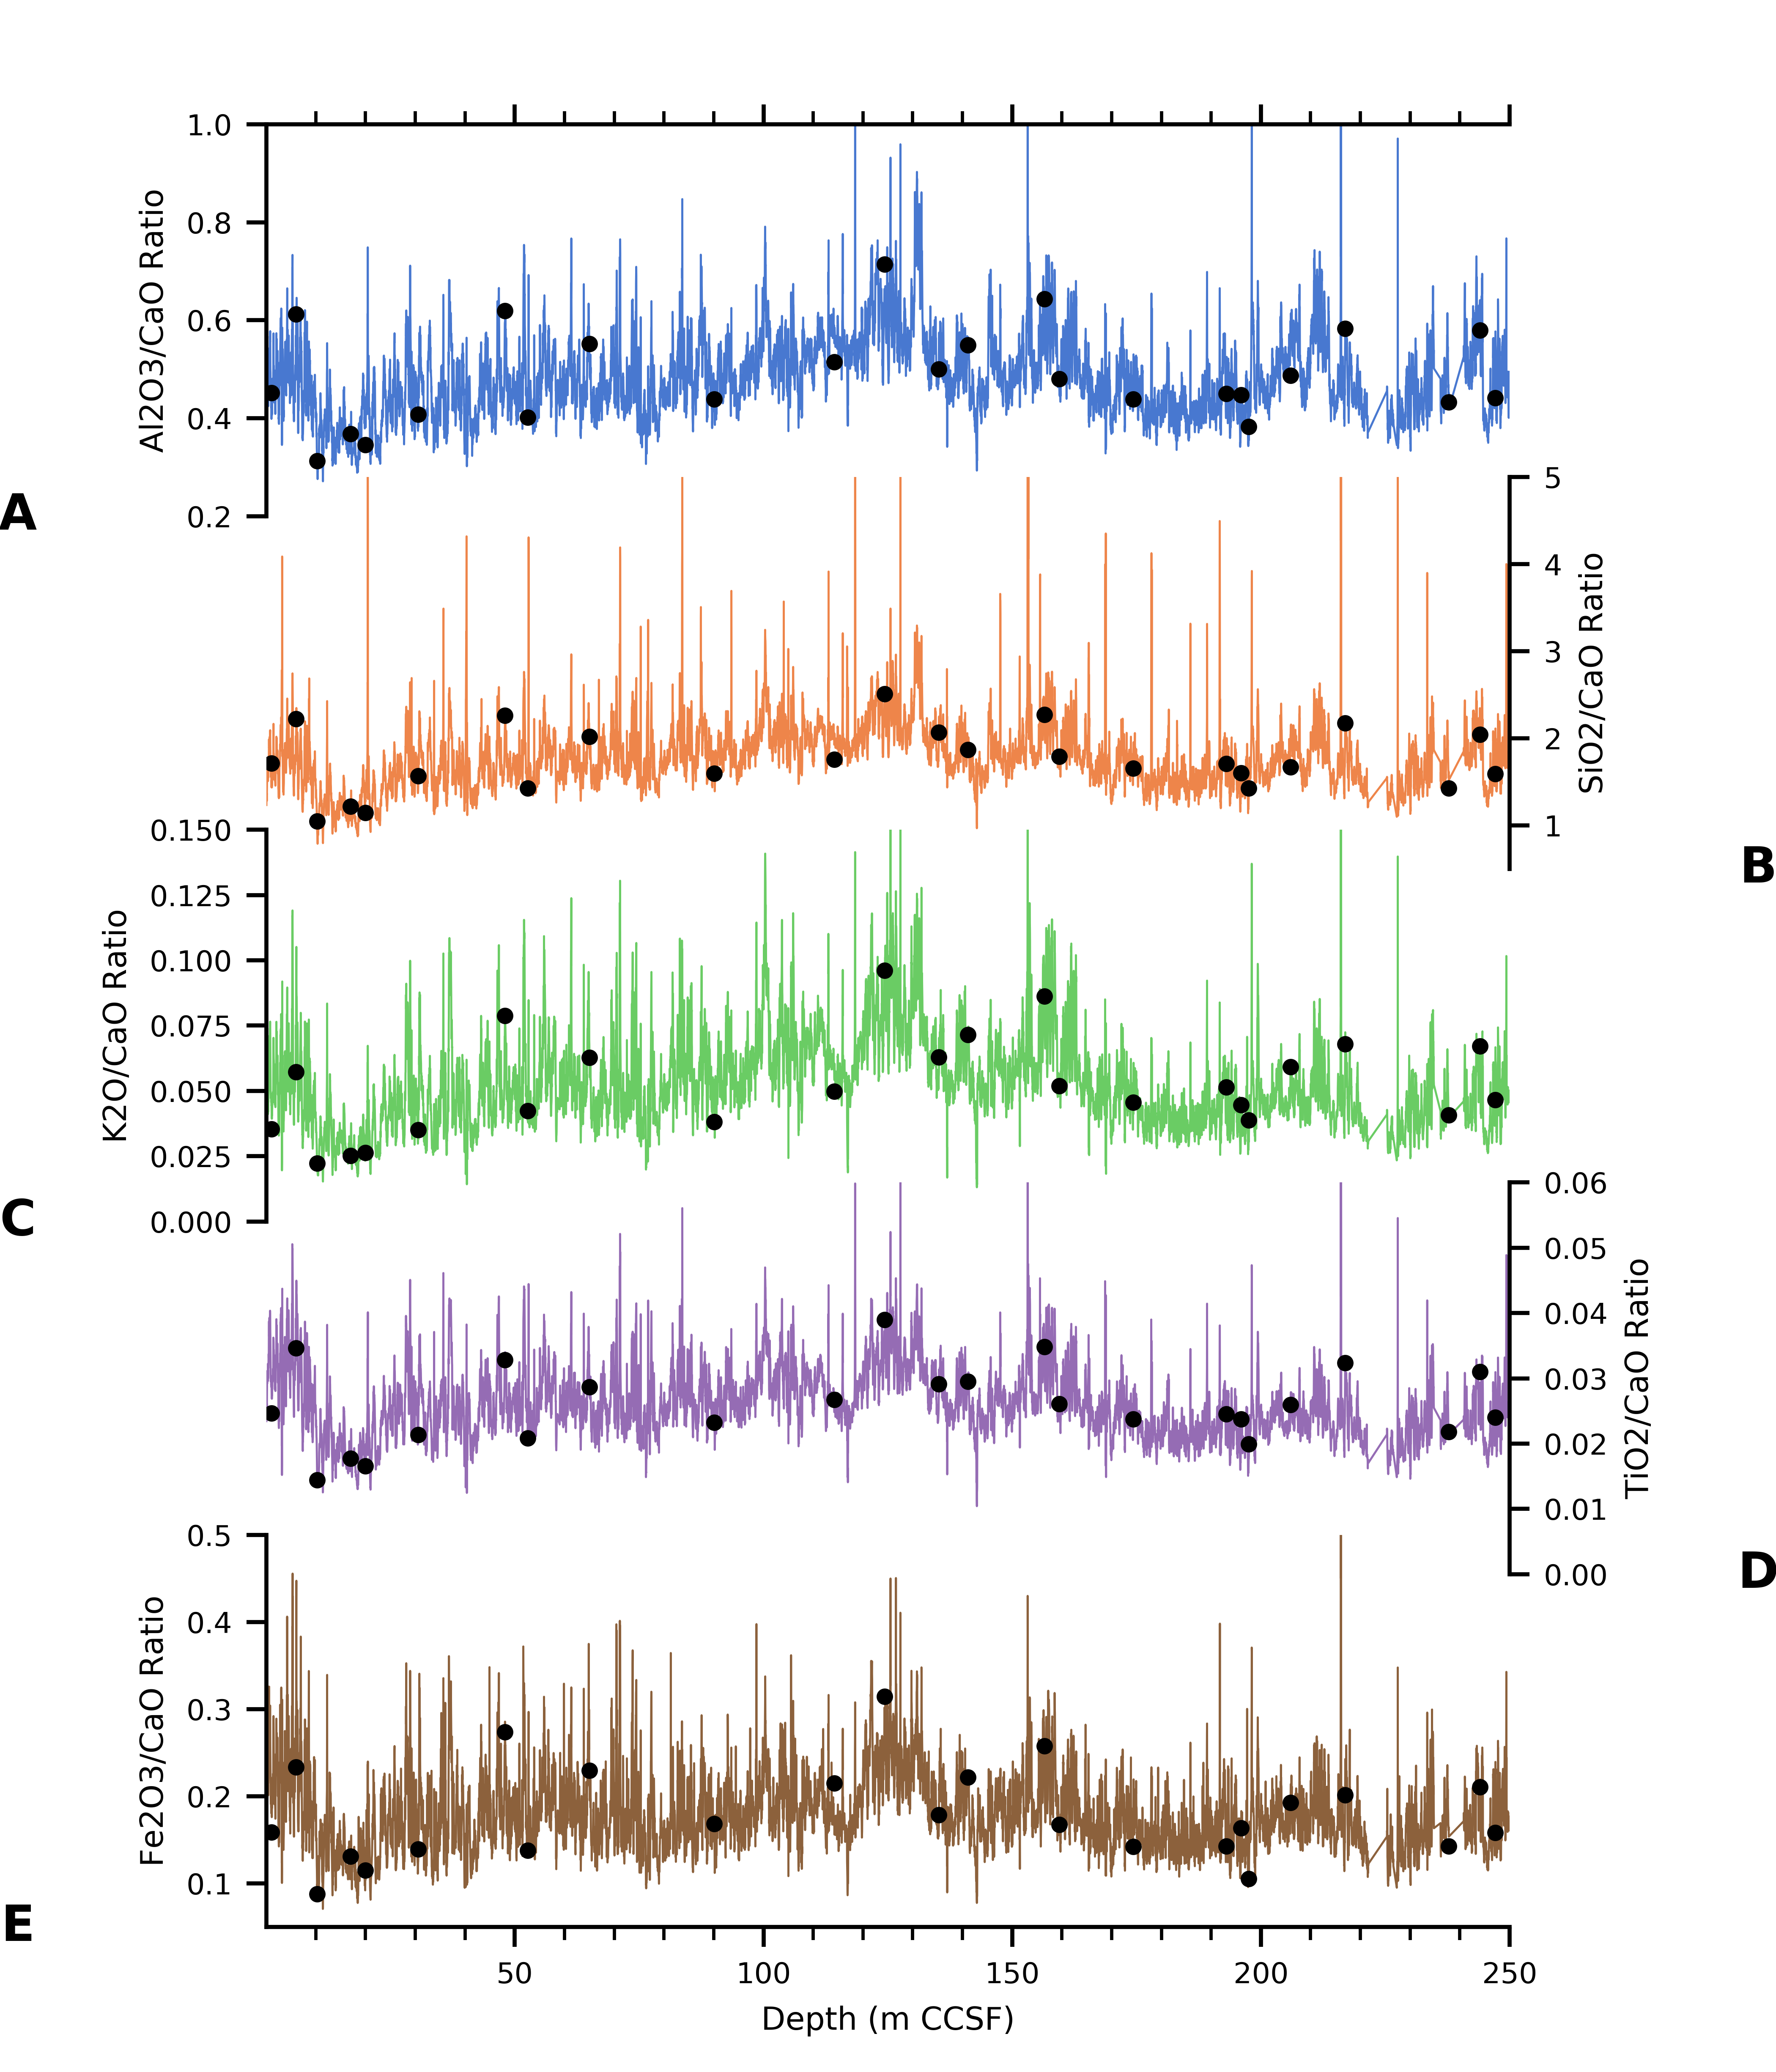 1.0
0.8
0.6
0.4
0.2
Al2O3/CaO Ratio
A
5
4
3
2
1
SiO2/CaO Ratio
B
0.150
0.125
0.100
0.075
0.050
0.025
0.000
K2O/CaO Ratio
C
0.06
0.05
0.04
0.03
0.02
0.01
0.00
TiO2/CaO Ratio
D
0.5
0.4
0.3
0.2
0.1
Fe2O3/CaO Ratio
E
50 100 150 200 250
Depth (m CCSF)